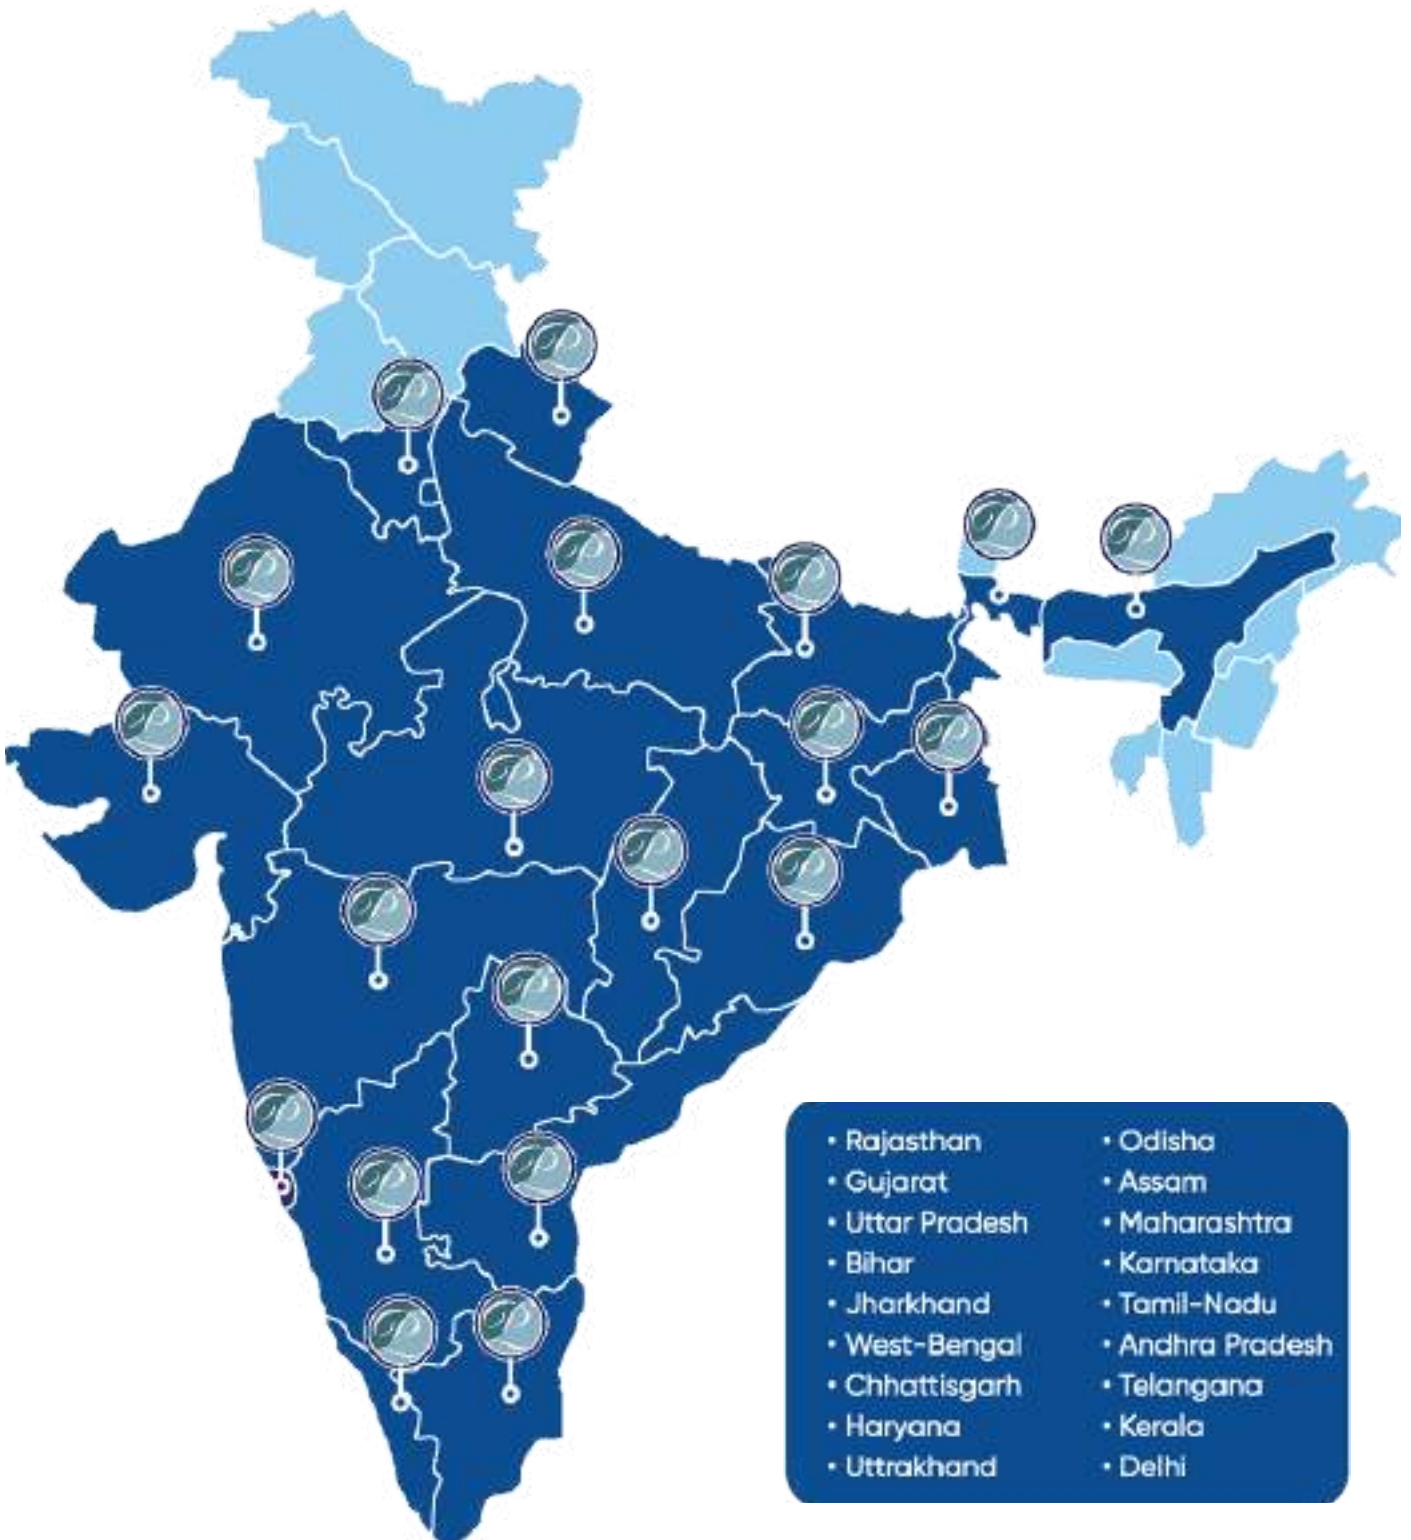 • Rajasthan
• Gujarat
• Uttar Pradesh
• Bihar
• Jharkhand
• West-Bengal
• Chhattisgarh
• Haryana
• Uttrakhand
• Odisha
• Assam
• Maharashtra
• Karnataka
• Tamil-Nadu
• Andhra Pradesh
• Telangana
• Kerala
• Delhi